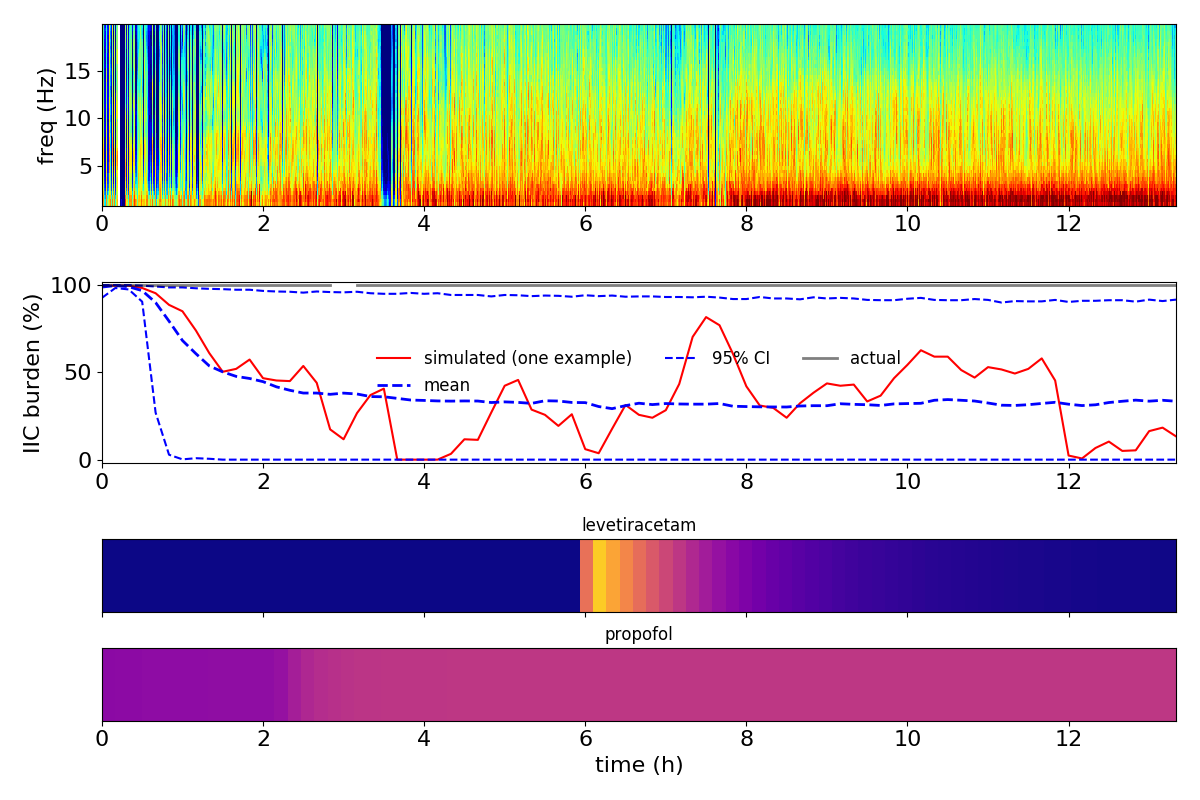 freq (Hz)
15
10
5
0 2 4 6 8 10 12
IIC burden (%)
100
50
0
simulated (one example) 95% CI actual
mean
0 2 4 6 8 10 12
levetiracetam
propofol
0 2 4 6 8 10 12
time (h)